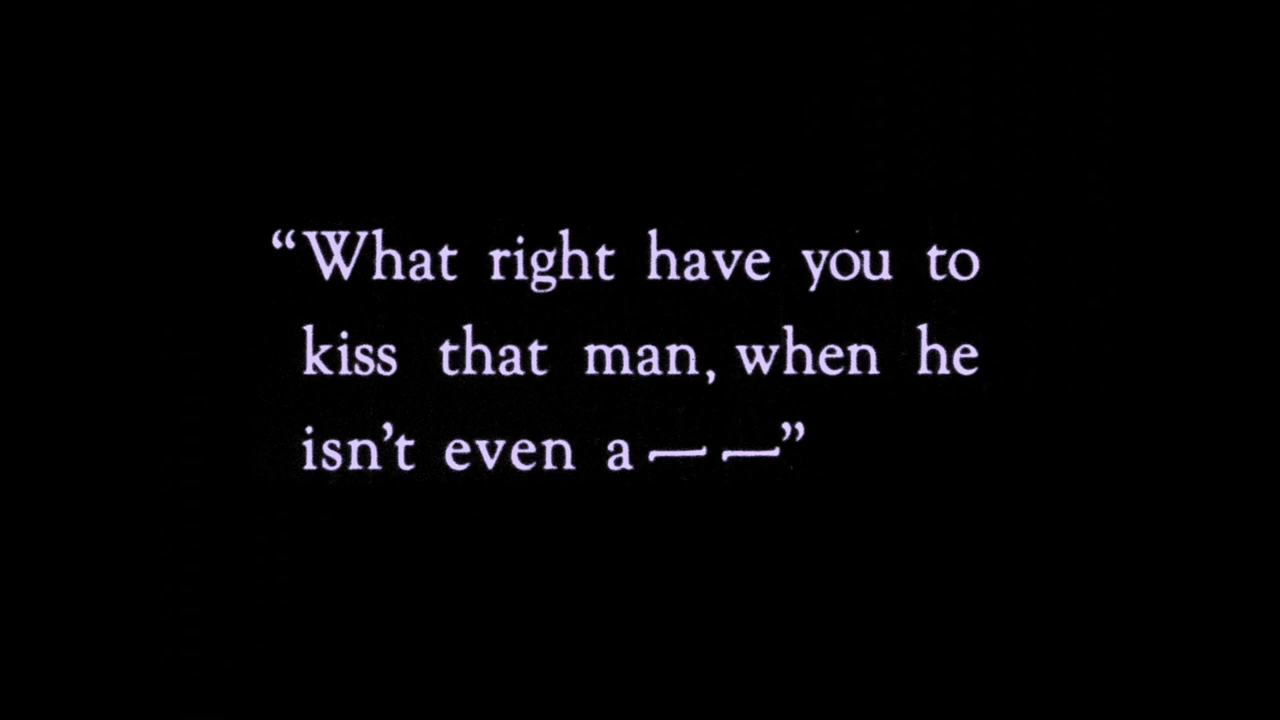 “What right have you to
kiss that man, when he
isn’t even a — —”